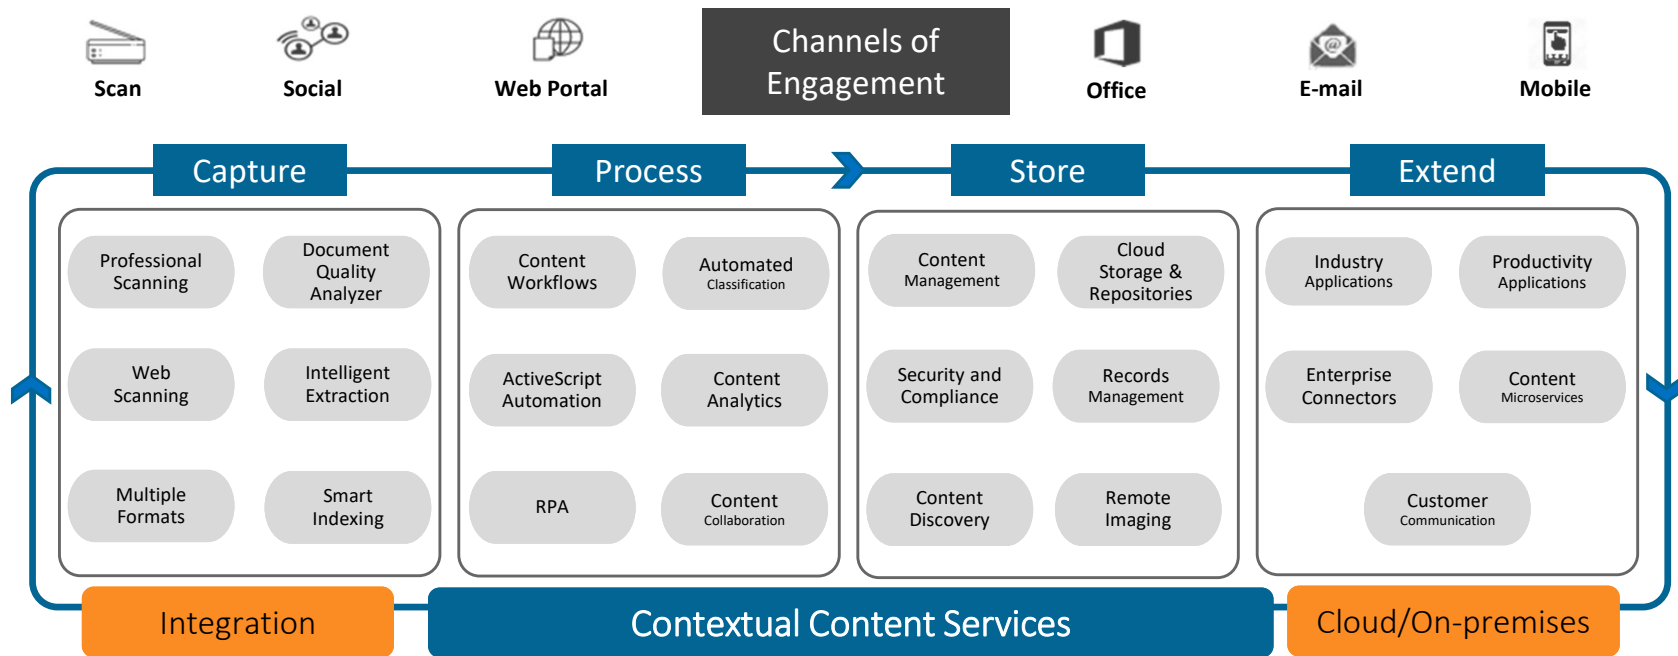 Channels of
Engagement
Scan
Social
Web Portal
Office
E-mail
Mobile
Capture
Process
Store
Extend
Professional
Scanning
Document
Quality
Analyzer
Web
Scanning
Intelligent
Extraction
Multiple
Formats
Smart
Indexing
Content
Workflows
Automated
Classification
ActiveScript
Automation
Content
Analytics
RPA
Content
Collaboration
Content
Management
Cloud
Storage &
Repositories
Security and
Compliance
Records
Management
Content
Discovery
Remote
Imaging
Industry
Applications
Productivity
Applications
Enterprise
Connectors
Content
Microservices
Customer
Communication
Integration
Contextual Content Services
Cloud/On-premises